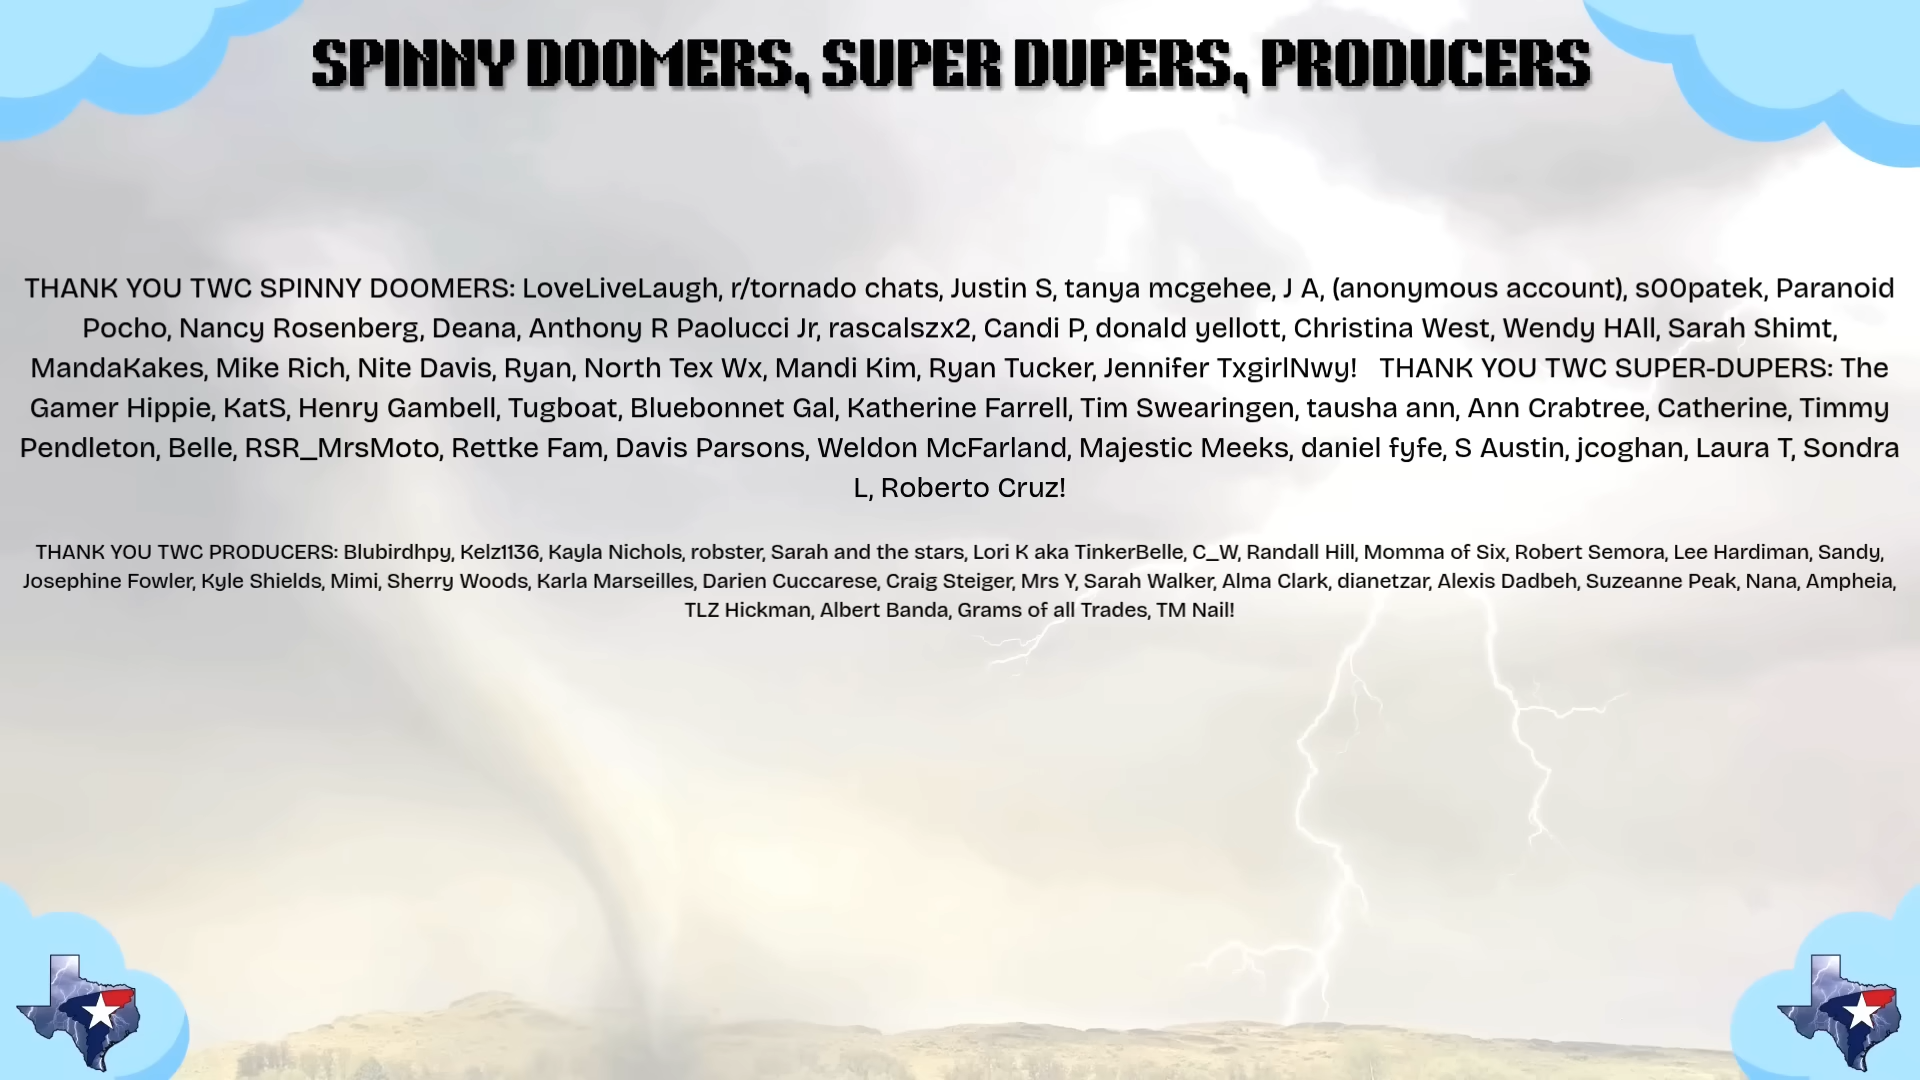 SPINNY DOOMERS, SUPER DUPERS, PRODUCERS
THANK YOU TWC SPINNY DOOMERS: LoveLiveLaugh, r/tornado chats, Justin S, tanya mcgehee, J A, (anonymous account), s00patek, Paranoid
Pocho, Nancy Rosenberg, Deana, Anthony R Paolucci Jr, rascalszx2, Candi P, donald yellott, Christina West, Wendy HAll, Sarah Shimt,
MandaKakes, Mike Rich, Nite Davis, Ryan, North Tex Wx, Mandi Kim, Ryan Tucker, Jennifer TxgirlNwy!   THANK YOU TWC SUPER-DUPERS: The
Gamer Hippie, KatS, Henry Gambell, Tugboat, Bluebonnet Gal, Katherine Farrell, Tim Swearingen, tausha ann, Ann Crabtree, Catherine, Timmy
Pendleton, Belle, RSR_MrsMoto, Rettke Fam, Davis Parsons, Weldon McFarland, Majestic Meeks, daniel fyfe, S Austin, jcoghan, Laura T, Sondra
L, Roberto Cruz!
THANK YOU TWC PRODUCERS: Blubirdhpy, Kelz1136, Kayla Nichols, robster, Sarah and the stars, Lori K aka TinkerBelle, C_W, Randall Hill, Momma of Six, Robert Semora, Lee Hardiman, Sandy,
Josephine Fowler, Kyle Shields, Mimi, Sherry Woods, Karla Marseilles, Darien Cuccarese, Craig Steiger, Mrs Y, Sarah Walker, Alma Clark, dianetzar, Alexis Dadbeh, Suzeanne Peak, Nana, Ampheia,
TLZ Hickman, Albert Banda, Grams of all Trades, TM Nail!